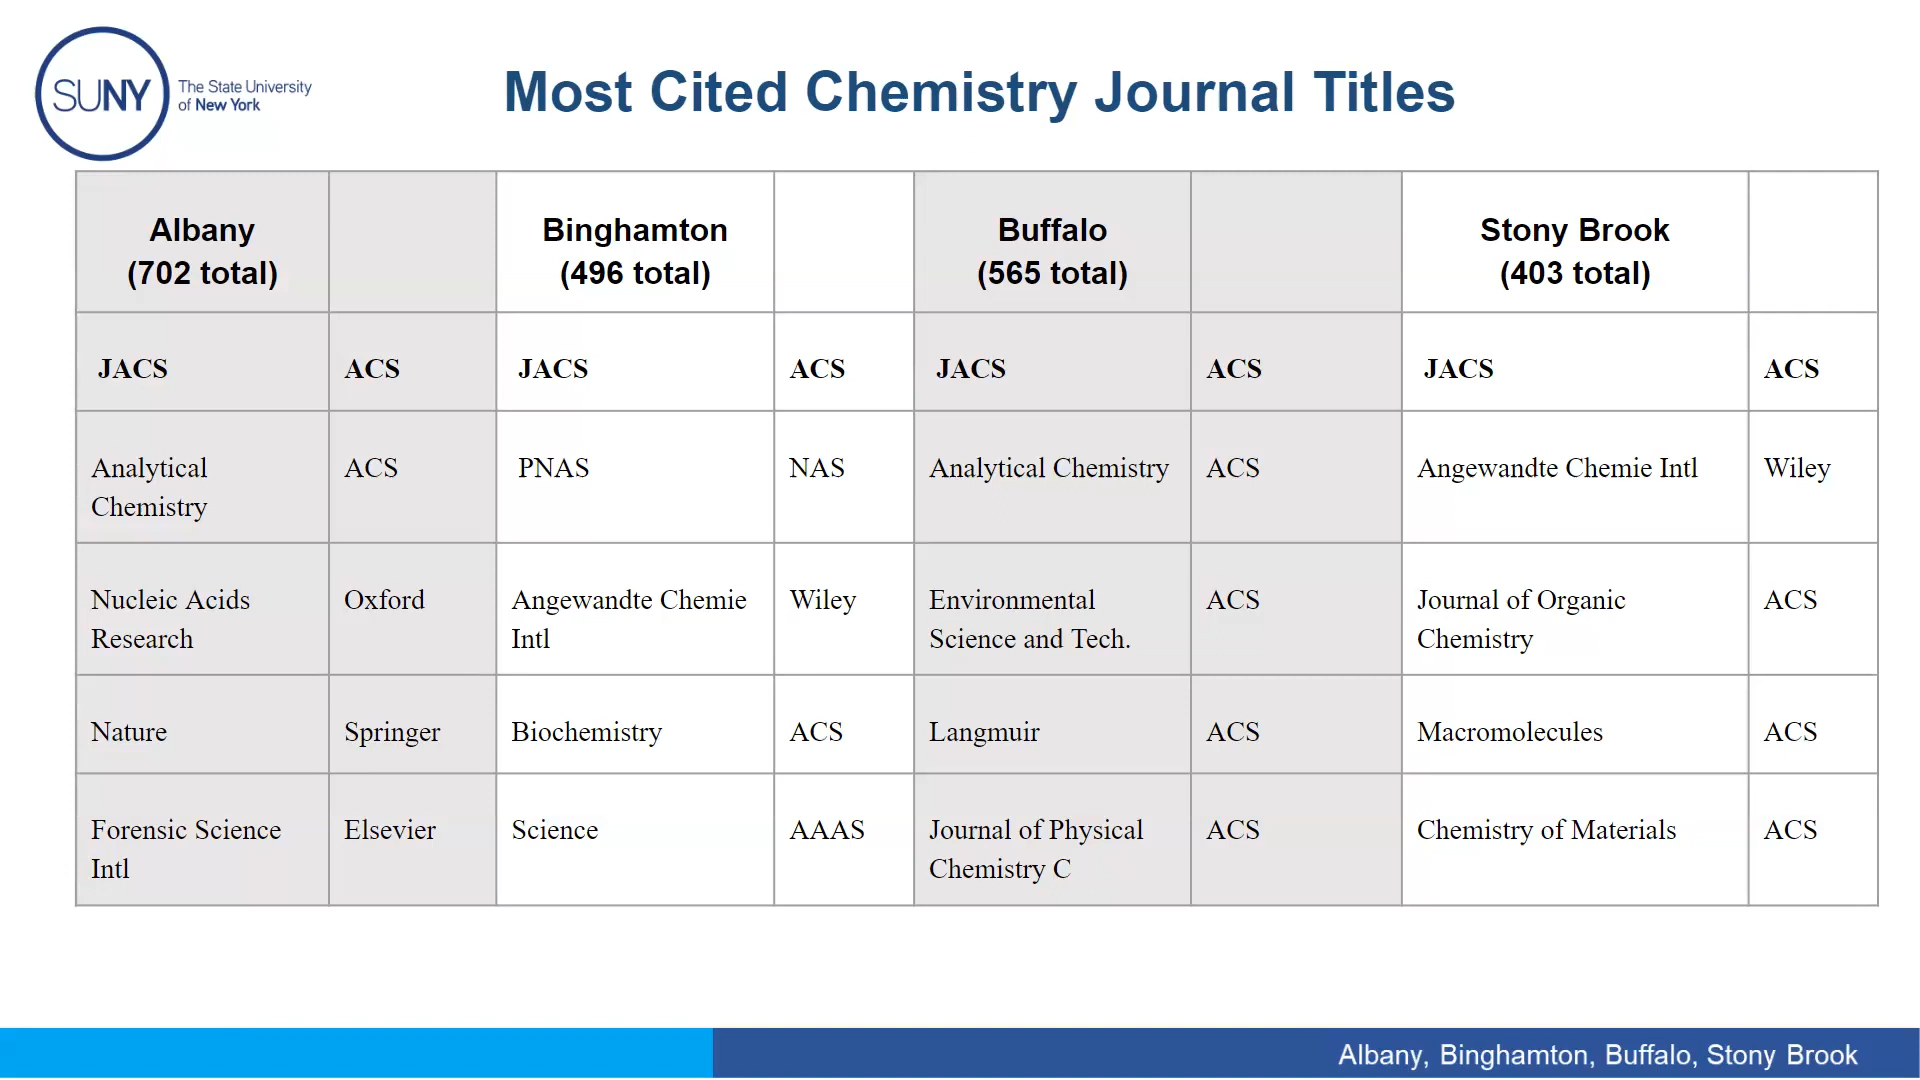 SUNY
The State University
of New York
Most Cited Chemistry Journal Titles
Albany
(702 total)
Binghamton
(496 total)
Buffalo
(565 total)
Stony Brook
(403 total)
JACS
ACS
JACS
ACS
JACS
ACS
JACS
ACS
Analytical
Chemistry
ACS
PNAS
NAS
Analytical Chemistry
ACS
Angewandte Chemie Intl
Wiley
Nucleic Acids
Research
Oxford
Angewandte Chemie
Intl
Wiley
Environmental
Science and Tech.
ACS
Journal of Organic
Chemistry
ACS
Nature
Springer
Biochemistry
ACS
Langmuir
ACS
Macromolecules
ACS
Forensic Science
Intl
Elsevier
Science
AAAS
Journal of Physical
Chemistry C
ACS
Chemistry of Materials
ACS
Albany, Binghamton, Buffalo, Stony Brook